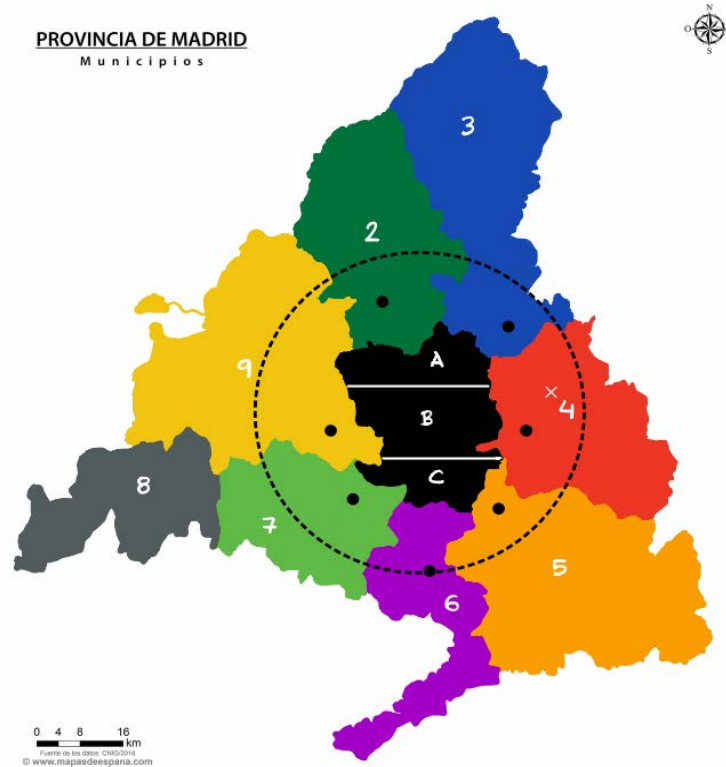 PROVINCIA DE MADRID
Municipios
N
O
S
3
2
A
9
4
B
C
8
7
5
6
0 4 8 16
km
Fuente de los datos: CNIG/2016
© www.mapasdeespana.com